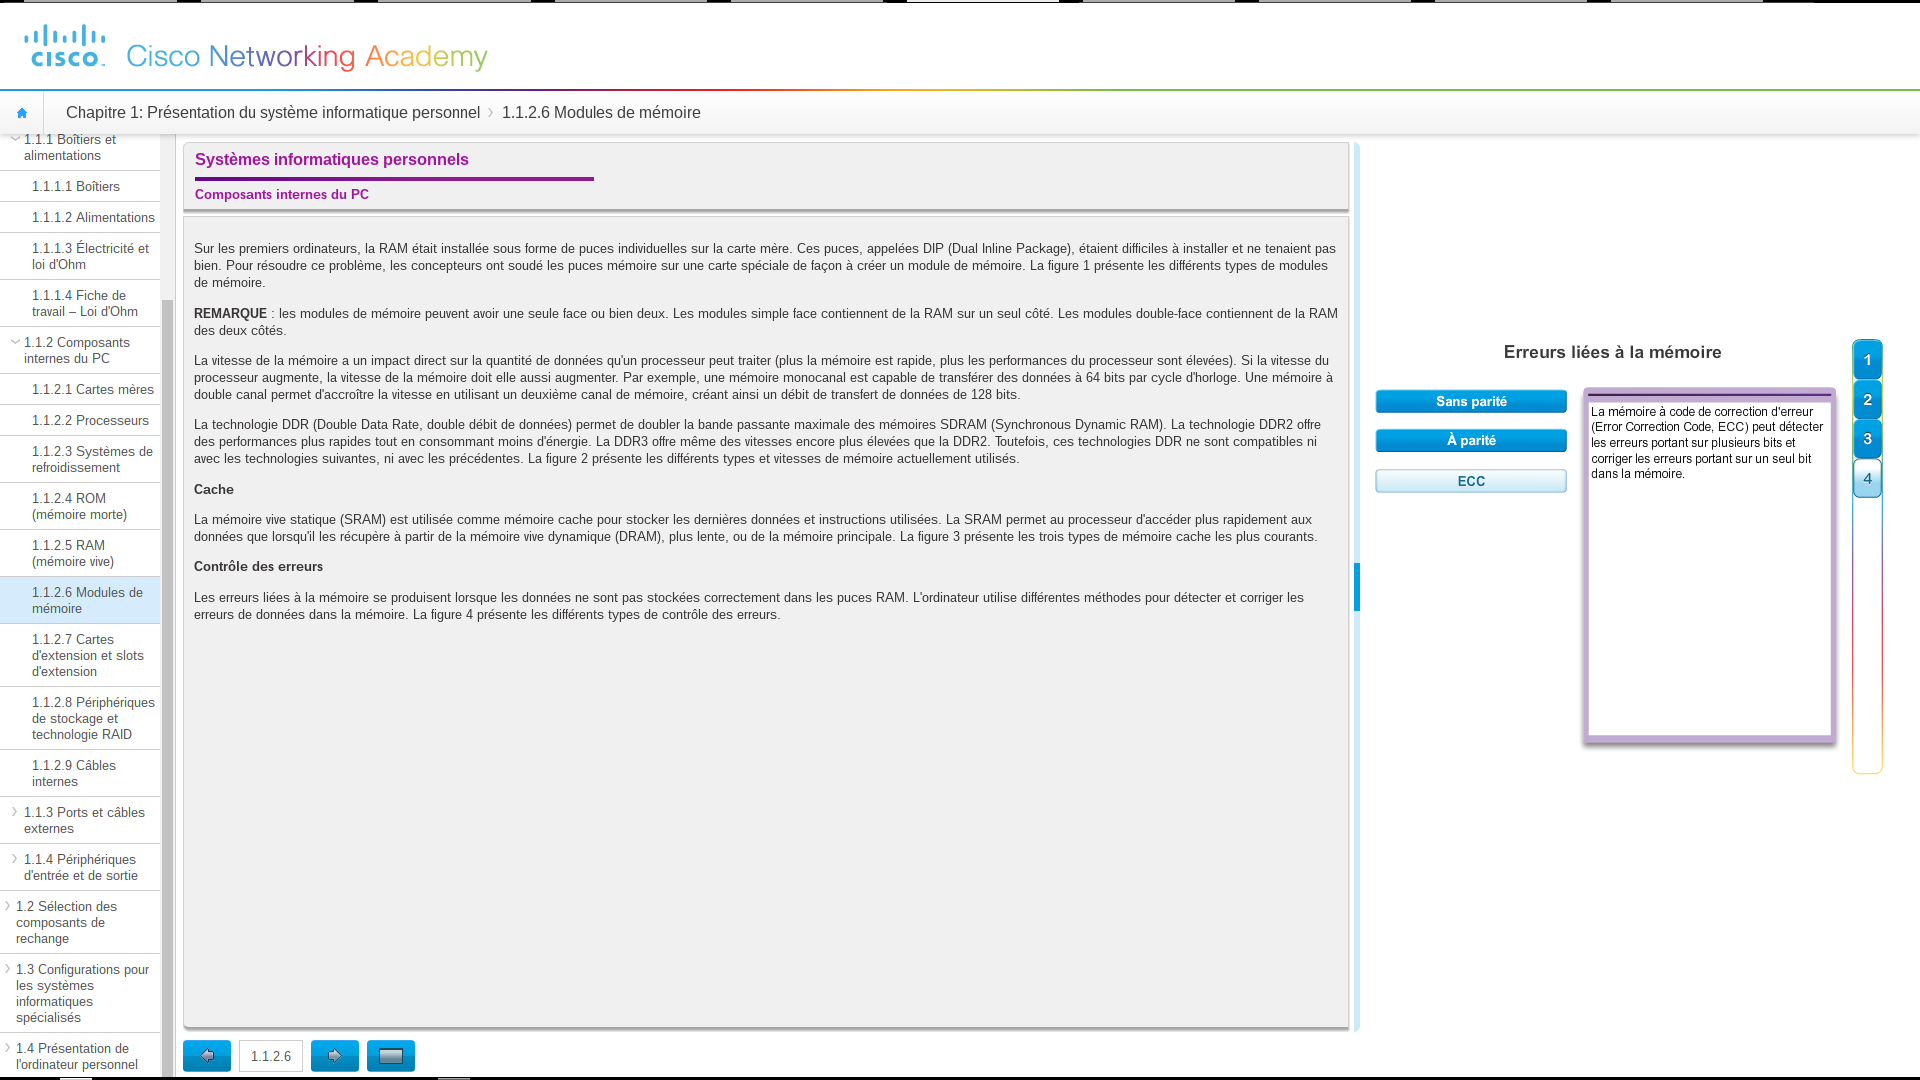 cisco
Cisco Networking Academy
Chapitre 1: Présentation du système informatique personnel
1.1.2.6 Modules de mémoire
1.1.1 Boîtiers et
alimentations
1.1.1.1 Boîtiers
1.1.1.2 Alimentations
1.1.1.3 Électricité et
loi d'Ohm
1.1.1.4 Fiche de
travail – Loi d'Ohm
1.1.2 Composants
internes du PC
1.1.2.1 Cartes mères
1.1.2.2 Processeurs
1.1.2.3 Systèmes de
refroidissement
1.1.2.4 ROM
(mémoire morte)
1.1.2.5 RAM
(mémoire vive)
1.1.2.6 Modules de
mémoire
1.1.2.7 Cartes
d'extension et slots
d'extension
1.1.2.8 Périphériques
de stockage et
technologie RAID
1.1.2.9 Câbles
internes
1.1.3 Ports et câbles
externes
1.1.4 Périphériques
d'entrée et de sortie
1.2 Sélection des
composants de
rechange
1.3 Configurations pour
les systèmes
informatiques
spécialisés
1.4 Présentation de
l'ordinateur personnel
Systèmes informatiques personnels
Composants internes du PC
Sur les premiers ordinateurs, la RAM était installée sous forme de puces individuelles sur la carte mère. Ces puces, appelées DIP (Dual Inline Package), étaient difficiles à installer et ne tenaient pas
bien. Pour résoudre ce problème, les concepteurs ont soudé les puces mémoire sur une carte spéciale de façon à créer un module de mémoire. La figure 1 présente les différents types de modules
de mémoire.
REMARQUE : les modules de mémoire peuvent avoir une seule face ou bien deux. Les modules simple face contiennent de la RAM sur un seul côté. Les modules double-face contiennent de la RAM
des deux côtés.
La vitesse de la mémoire a un impact direct sur la quantité de données qu'un processeur peut traiter (plus la mémoire est rapide, plus les performances du processeur sont élevées). Si la vitesse du
processeur augmente, la vitesse de la mémoire doit elle aussi augmenter. Par exemple, une mémoire monocanal est capable de transférer des données à 64 bits par cycle d'horloge. Une mémoire à
double canal permet d'accroître la vitesse en utilisant un deuxième canal de mémoire, créant ainsi un débit de transfert de données de 128 bits.
La technologie DDR (Double Data Rate, double débit de données) permet de doubler la bande passante maximale des mémoires SDRAM (Synchronous Dynamic RAM). La technologie DDR2 offre
des performances plus rapides tout en consommant moins d'énergie. La DDR3 offre même des vitesses encore plus élevées que la DDR2. Toutefois, ces technologies DDR ne sont compatibles ni
avec les technologies suivantes, ni avec les précédentes. La figure 2 présente les différents types et vitesses de mémoire actuellement utilisés.
Cache
La mémoire vive statique (SRAM) est utilisée comme mémoire cache pour stocker les dernières données et instructions utilisées. La SRAM permet au processeur d'accéder plus rapidement aux
données que lorsqu'il les récupère à partir de la mémoire vive dynamique (DRAM), plus lente, ou de la mémoire principale. La figure 3 présente les trois types de mémoire cache les plus courants.
Contrôle des erreurs
Les erreurs liées à la mémoire se produisent lorsque les données ne sont pas stockées correctement dans les puces RAM. L'ordinateur utilise différentes méthodes pour détecter et corriger les
erreurs de données dans la mémoire. La figure 4 présente les différents types de contrôle des erreurs.
1.1.2.6
Erreurs liées à la mémoire
Sans parité
À parité
ECC
La mémoire à code de correction d'erreur
(Error Correction Code, ECC) peut détecter
les erreurs portant sur plusieurs bits et
corriger les erreurs portant sur un seul bit
dans la mémoire.
1
2
3
4